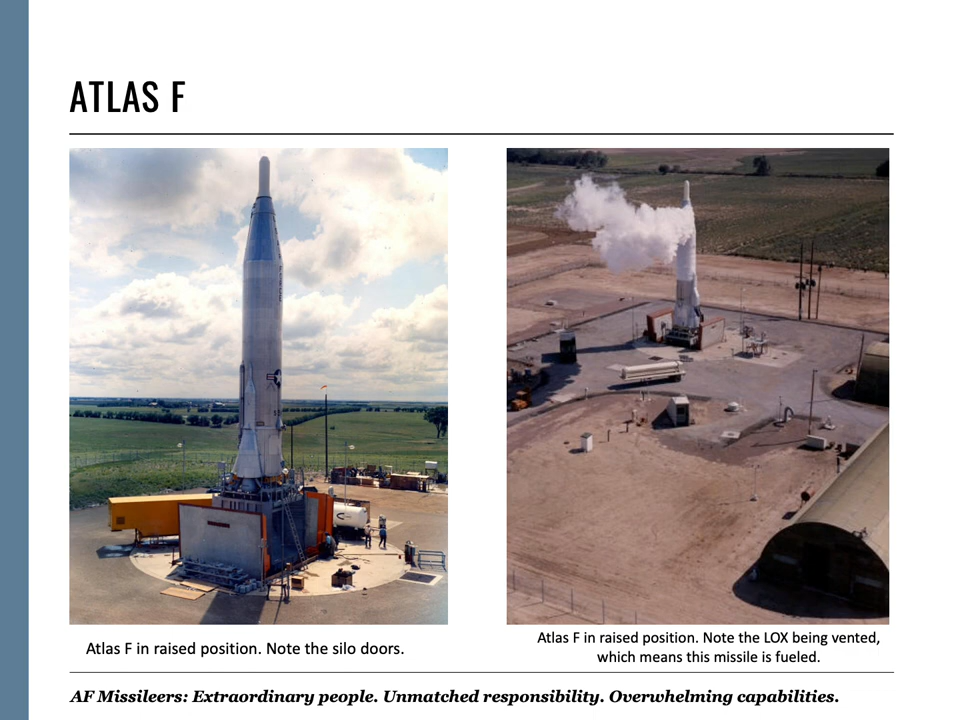 ATLAS F
Atlas F in raised position. Note the silo doors.
Atlas F in raised position. Note the LOX being vented,
which means this missile is fueled.
AF Missileers: Extraordinary people. Unmatched responsibility. Overwhelming capabilities.